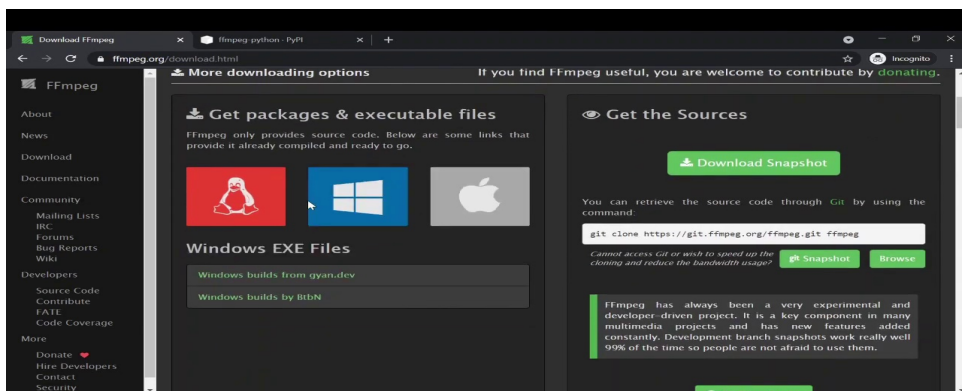 Download FFmpeg
ffmpeg-python · PyPI
ffmpeg.org/download.html
Incognito
FFmpeg
About
News
Download
Documentation
Community
Mailing Lists
IRC
Forums
Bug Reports
Wiki
Developers
Source Code
Contribute
FATE
Code Coverage
More
Donate
Hire Developers
Contact
Security
More downloading options
If you find FFmpeg useful, you are welcome to contribute by donating.
Get packages & executable files
FFmpeg only provides source code. Below are some links that
provide it already compiled and ready to go.
Windows EXE Files
Windows builds from gyan.dev
Windows builds by BtbN
Get the Sources
Download Snapshot
You can retrieve the source code through Git by using the
command:
git clone https://git.ffmpeg.org/ffmpeg.git ffmpeg
Cannot access Git or wish to speed up the
cloning and reduce the bandwidth usage?
git Snapshot
Browse
FFmpeg has always been a very experimental and
developer-driven project. It is a key component in many
multimedia projects and has new features added
constantly. Development branch snapshots work really well
99% of the time so people are not afraid to use them.